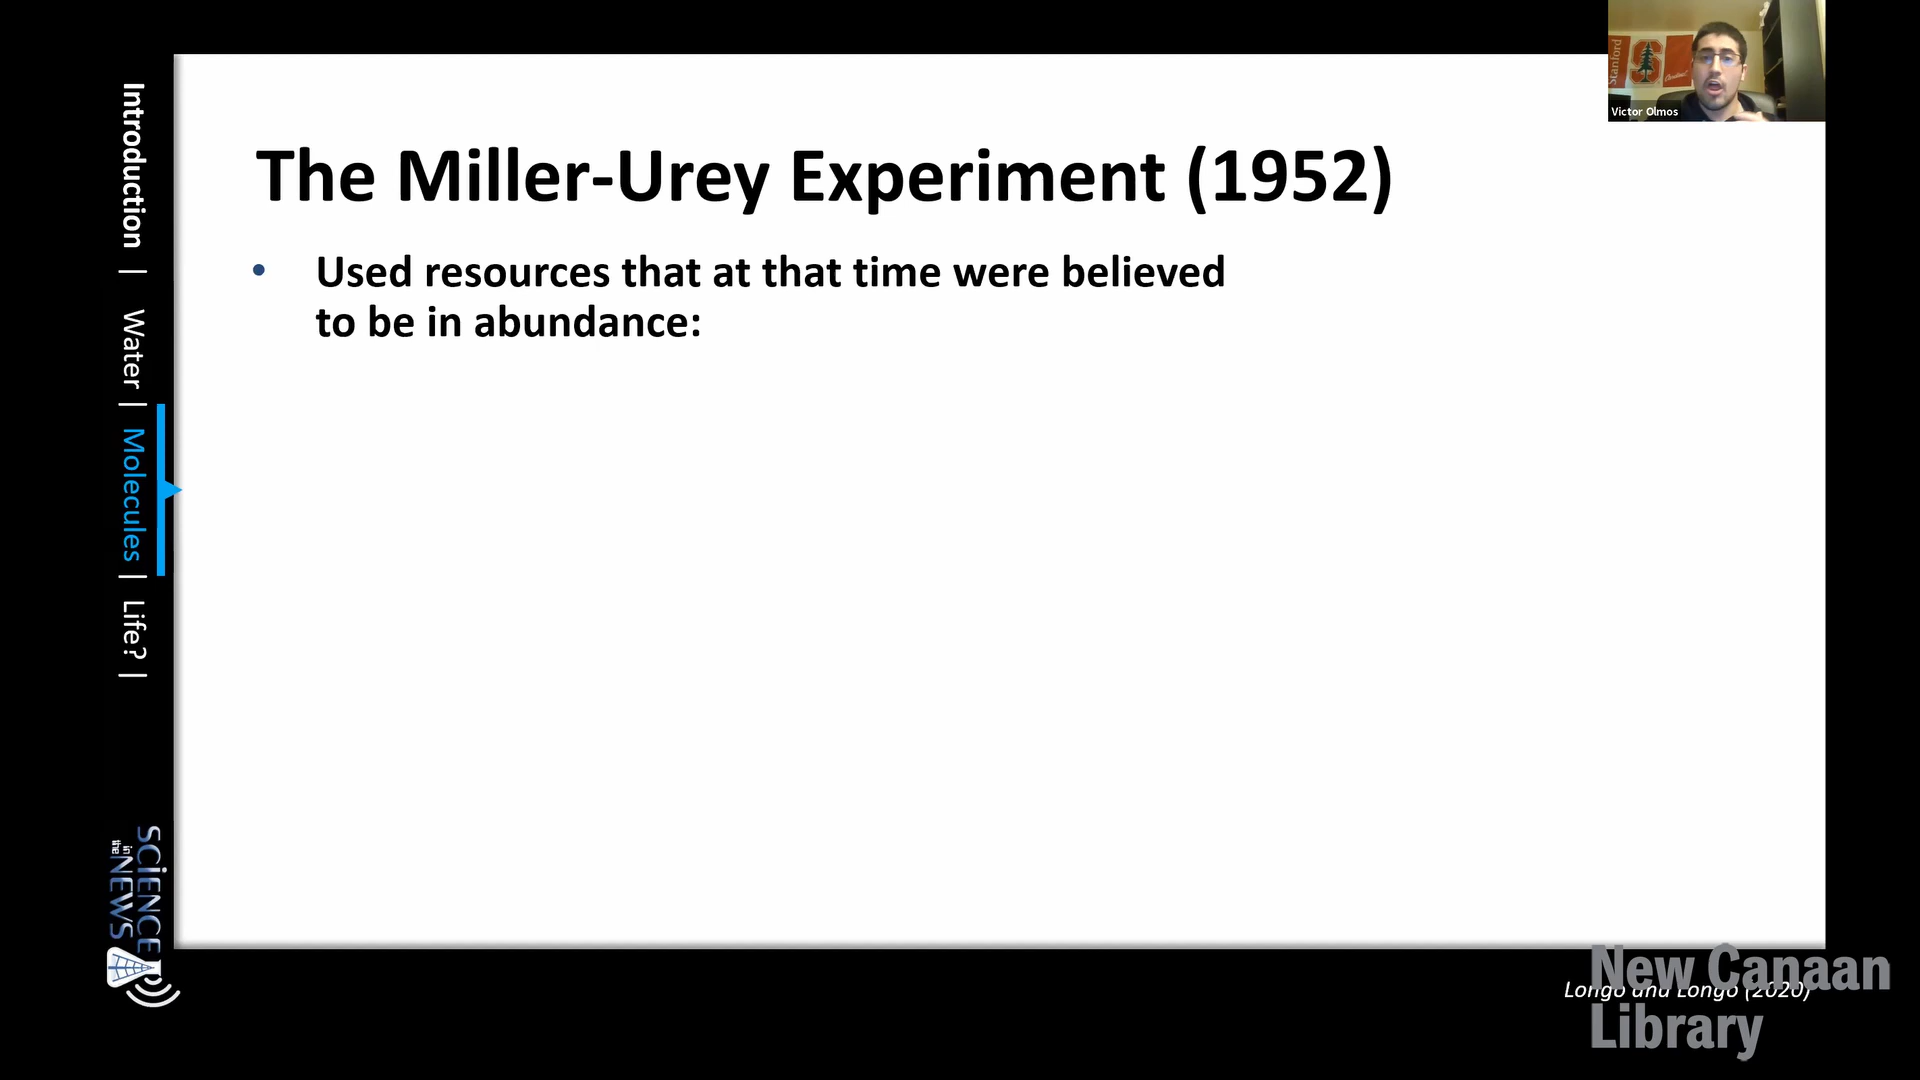 Stanford
Victor Olmos
The Miller-Urey Experiment (1952)
• Used resources that at that time were believed
to be in abundance:
Introduction | Water | Molecules | Life? |
SCiENCE
in the NEWS
Longo and Longo (2020)
New Canaan
Library